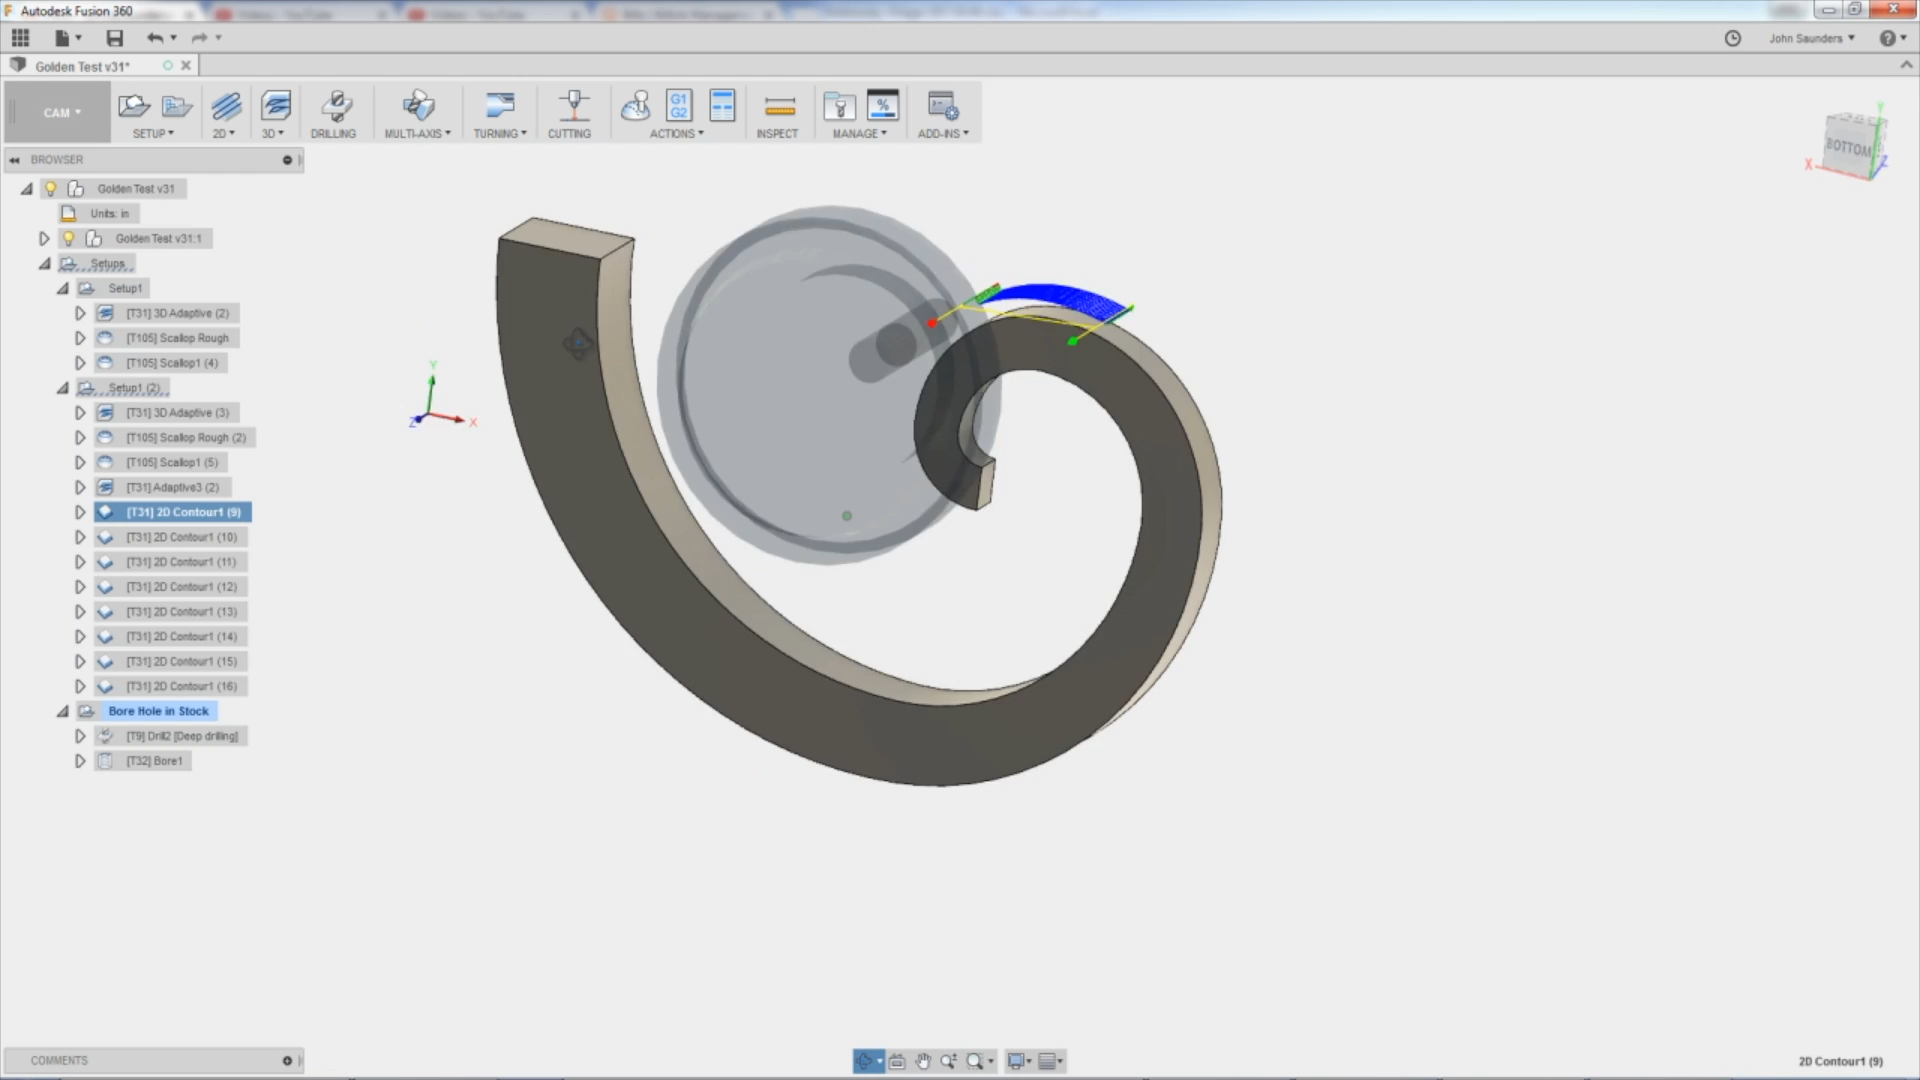 Autodesk Fusion 360
John Saunders
Golden Test v31*
CAM
SETUP
2D
3D
DRILLING
MULTI-AXIS
TURNING
CUTTING
G1
G2
ACTIONS
INSPECT
%
MANAGE
ADD-INS
BROWSER
Golden Test v31
Units: in
Golden Test v31:1
Setups
Setup1
[T31] 3D Adaptive (2)
[T105] Scallop Rough
[T105] Scallop1 (4)
Setup1 (2)
[T31] 3D Adaptive (3)
[T105] Scallop Rough (2)
[T105] Scallop1 (5)
[T31] Adaptive3 (2)
[T31] 2D Contour1 (9)
[T31] 2D Contour1 (10)
[T31] 2D Contour1 (11)
[T31] 2D Contour1 (12)
[T31] 2D Contour1 (13)
[T31] 2D Contour1 (14)
[T31] 2D Contour1 (15)
[T31] 2D Contour1 (16)
Bore Hole in Stock
[T9] Drill2 [Deep drilling]
[T32] Bore1
Y
Z
X
Y
BOTTOM
X
Z
COMMENTS
2D Contour1 (9)